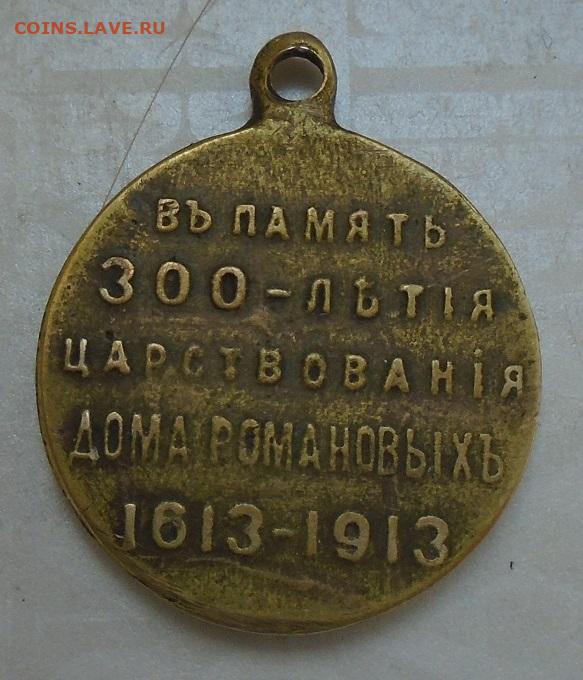 COINS.LAVE.RU
ВЪ ПАМЯТЬ
300-ЛѢТІЯ
ЦАРСТВОВАНІЯ
ДОМА РОМАНОВЫХЪ
1613-1913